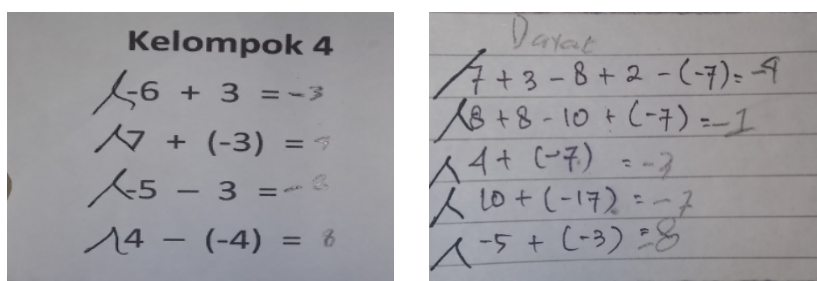 Kelompok 4
-6 + 3 = -3
7 + (-3) =
-5 - 3 = -
4 - (-4) = 8
Darat
7 + 3 - 8 + 2 - (-7) = -9
8 + 8 - 10 + (-7) = -1
4 + (-7) = -3
10 + (-17) = -7
-5 + (-3) = -8